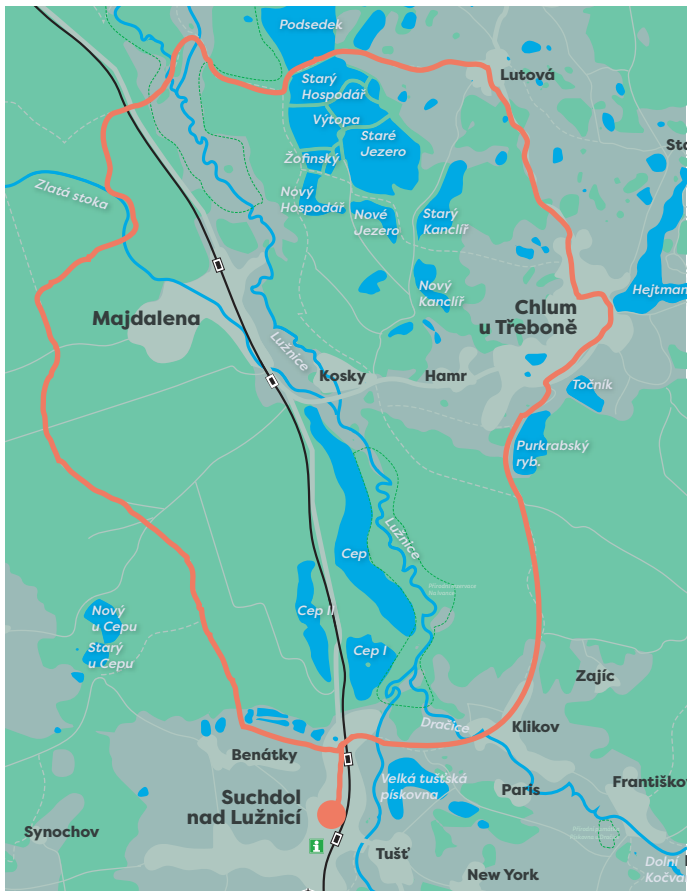 Podsedek
Lutová
Starý
Hospodář
Výtopa
Staré
Jezero
Žofinský
Zlatá stoka
Nový
Hospodář
Nové
Jezero
Starý
Kanclíř
Nový
Kanclíř
Hejtman
Majdalena
Chlum
u Třeboně
Lužnice
Kosky
Hamr
Točník
Purkrabský
ryb.
Lužnice
Cep
Cep II
Nový
u Cepu
Starý
u Cepu
Cep I
Zajíc
Dračice
Klikov
Benátky
Velká tušťská
pískovna
Paris
Františkov
Suchdol
nad Lužnicí
Synochov
i
Tušť
New York
Dolní